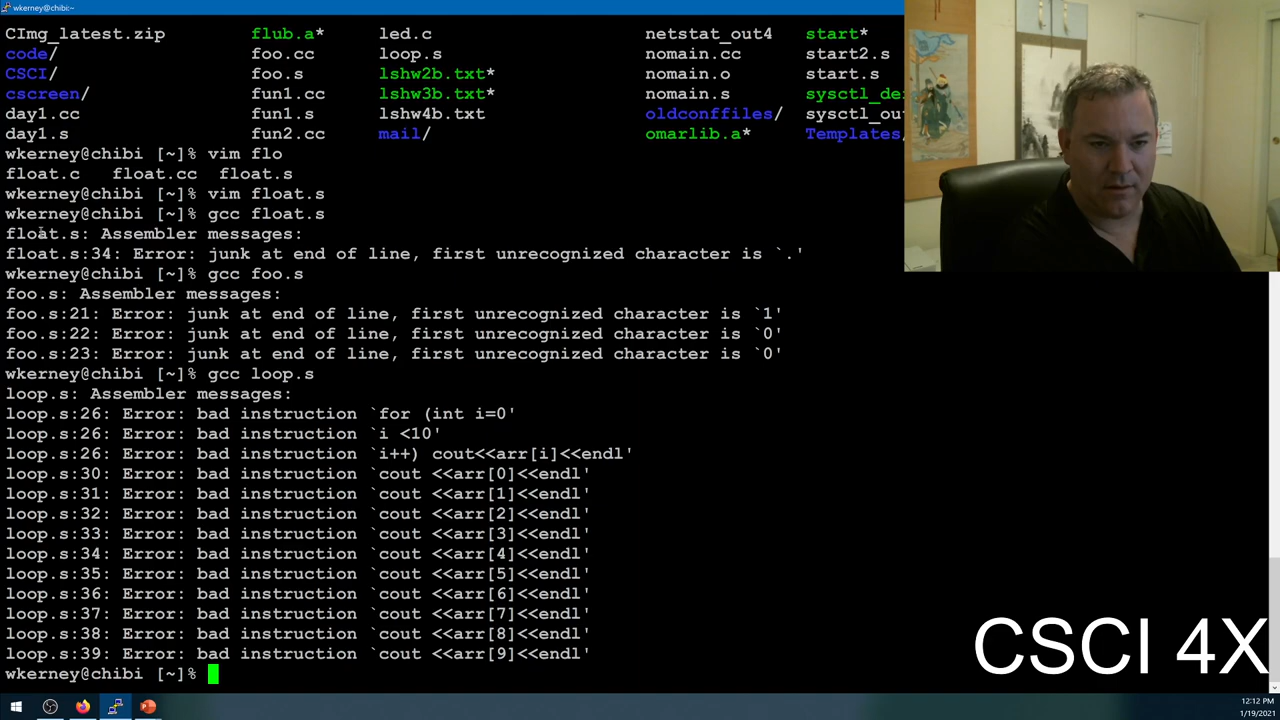 wkerney@chibi:~
CImg_latest.zip flub.a* led.c netstat_out4 start*
code/ foo.cc loop.s nomain.cc start2.s
CSCI/ foo.s lshw2b.txt* nomain.o start.s
cscreen/ fun1.cc lshw3b.txt* nomain.s sysctl_de
day1.cc fun1.s lshw4b.txt oldconffiles/ sysctl_ou
day1.s fun2.cc mail/ omarlib.a* Templates/
wkerney@chibi [~]% vim flo
float.c float.cc float.s
wkerney@chibi [~]% vim float.s
wkerney@chibi [~]% gcc float.s
float.s: Assembler messages:
float.s:34: Error: junk at end of line, first unrecognized character is `.'
wkerney@chibi [~]% gcc foo.s
foo.s: Assembler messages:
foo.s:21: Error: junk at end of line, first unrecognized character is `1'
foo.s:22: Error: junk at end of line, first unrecognized character is `0'
foo.s:23: Error: junk at end of line, first unrecognized character is `0'
wkerney@chibi [~]% gcc loop.s
loop.s: Assembler messages:
loop.s:26: Error: bad instruction `for (int i=0'
loop.s:26: Error: bad instruction `i <10'
loop.s:26: Error: bad instruction `i++) cout<<arr[i]<<endl'
loop.s:30: Error: bad instruction `cout <<arr[0]<<endl'
loop.s:31: Error: bad instruction `cout <<arr[1]<<endl'
loop.s:32: Error: bad instruction `cout <<arr[2]<<endl'
loop.s:33: Error: bad instruction `cout <<arr[3]<<endl'
loop.s:34: Error: bad instruction `cout <<arr[4]<<endl'
loop.s:35: Error: bad instruction `cout <<arr[5]<<endl'
loop.s:36: Error: bad instruction `cout <<arr[6]<<endl'
loop.s:37: Error: bad instruction `cout <<arr[7]<<endl'
loop.s:38: Error: bad instruction `cout <<arr[8]<<endl'
loop.s:39: Error: bad instruction `cout <<arr[9]<<endl'
wkerney@chibi [~]%
CSCI 4X
12:12 PM
1/19/2021